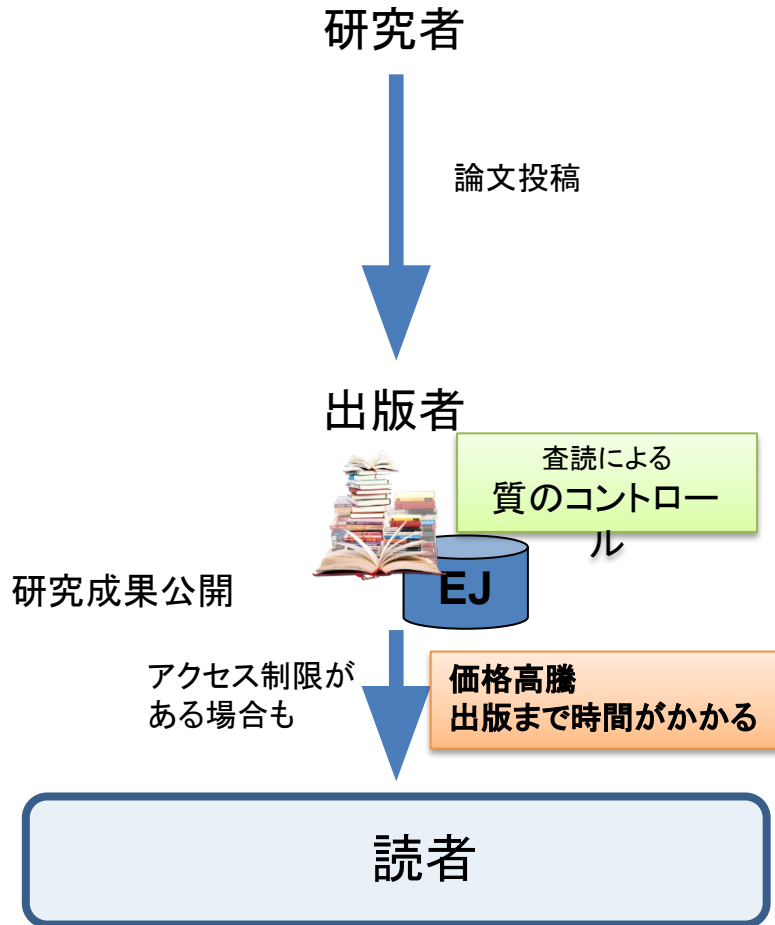 研究者
論文投稿
出版者
査読による
質のコントロー
ル
EJ
研究成果公開
アクセス制限が
ある場合も
価格高騰
出版まで時間がかかる
読者